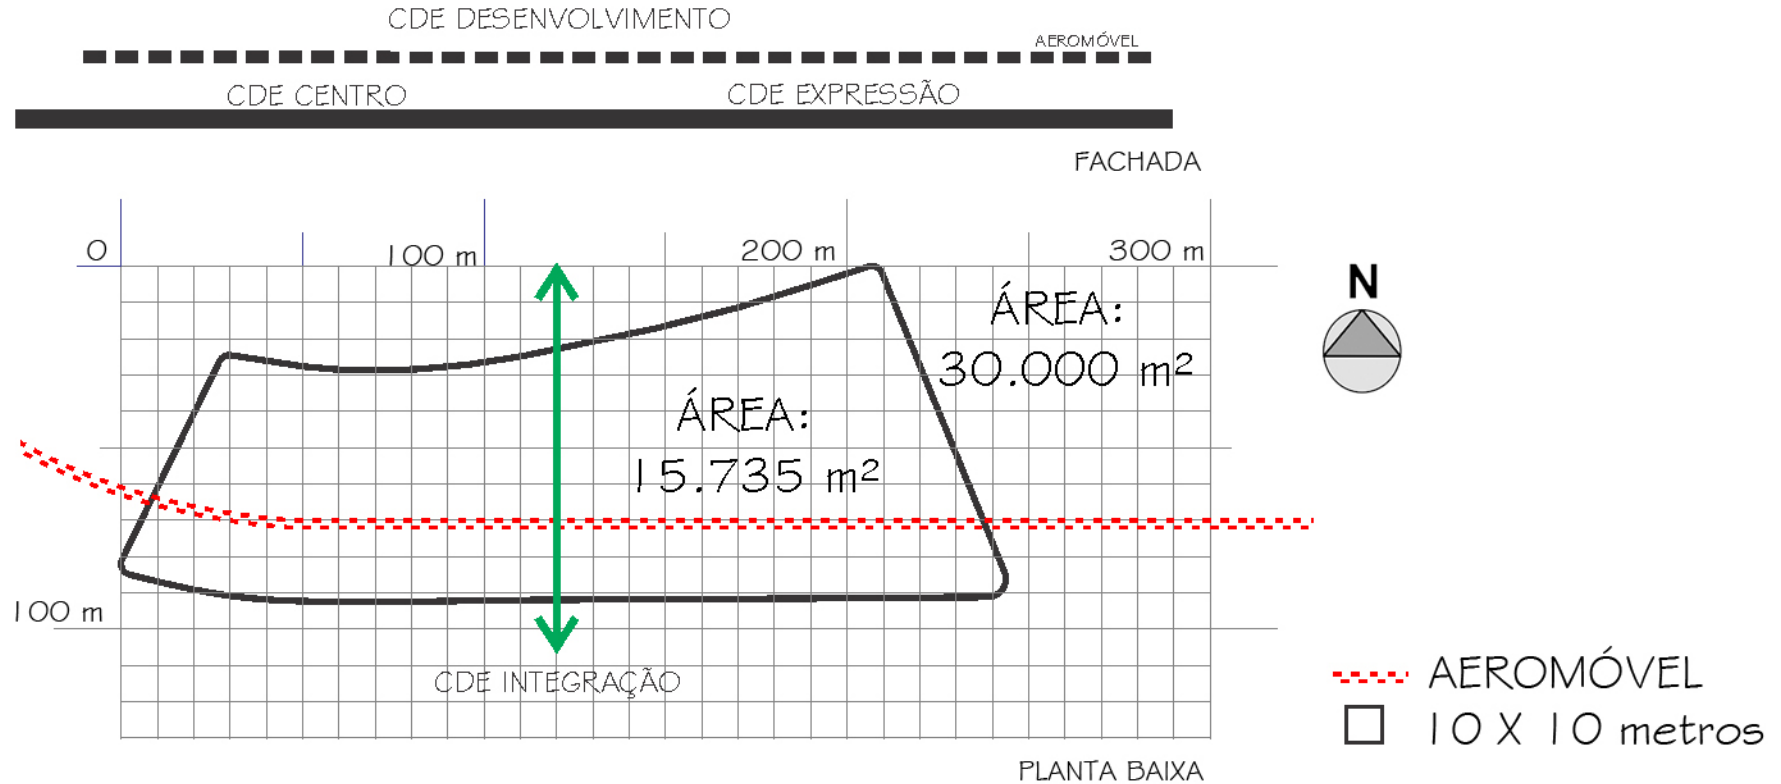 CDE DESENVOLVIMENTO
AEROMÓVEL
CDE CENTRO
CDE EXPRESSÃO
FACHADA
0
100 m
200 m
300 m
N
ÁREA:
30.000 m²
ÁREA:
15.735 m²
100 m
CDE INTEGRAÇÃO
AEROMÓVEL
10 X 10 metros
PLANTA BAIXA